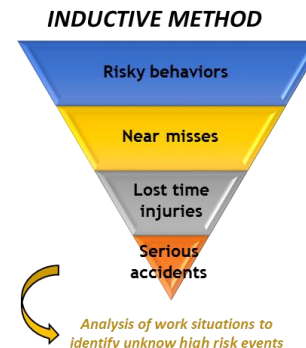 INDUCTIVE METHOD
Risky behaviors
Near misses
Lost time
injuries
Serious
accidents
Analysis of work situations to
identify unknow high risk events